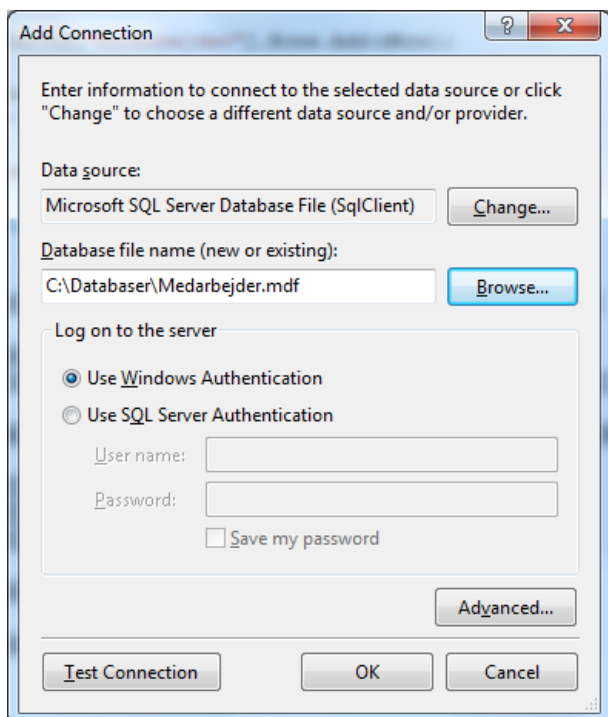 Add Connection
Enter information to connect to the selected data source or click
"Change" to choose a different data source and/or provider.
Data source:
Microsoft SQL Server Database File (SqlClient)
Change...
Database file name (new or existing):
C:\Databaser\Medarbejder.mdf
Browse...
Log on to the server
Use Windows Authentication
Use SQL Server Authentication
User name:
Password:
Save my password
Advanced...
Test Connection
OK
Cancel